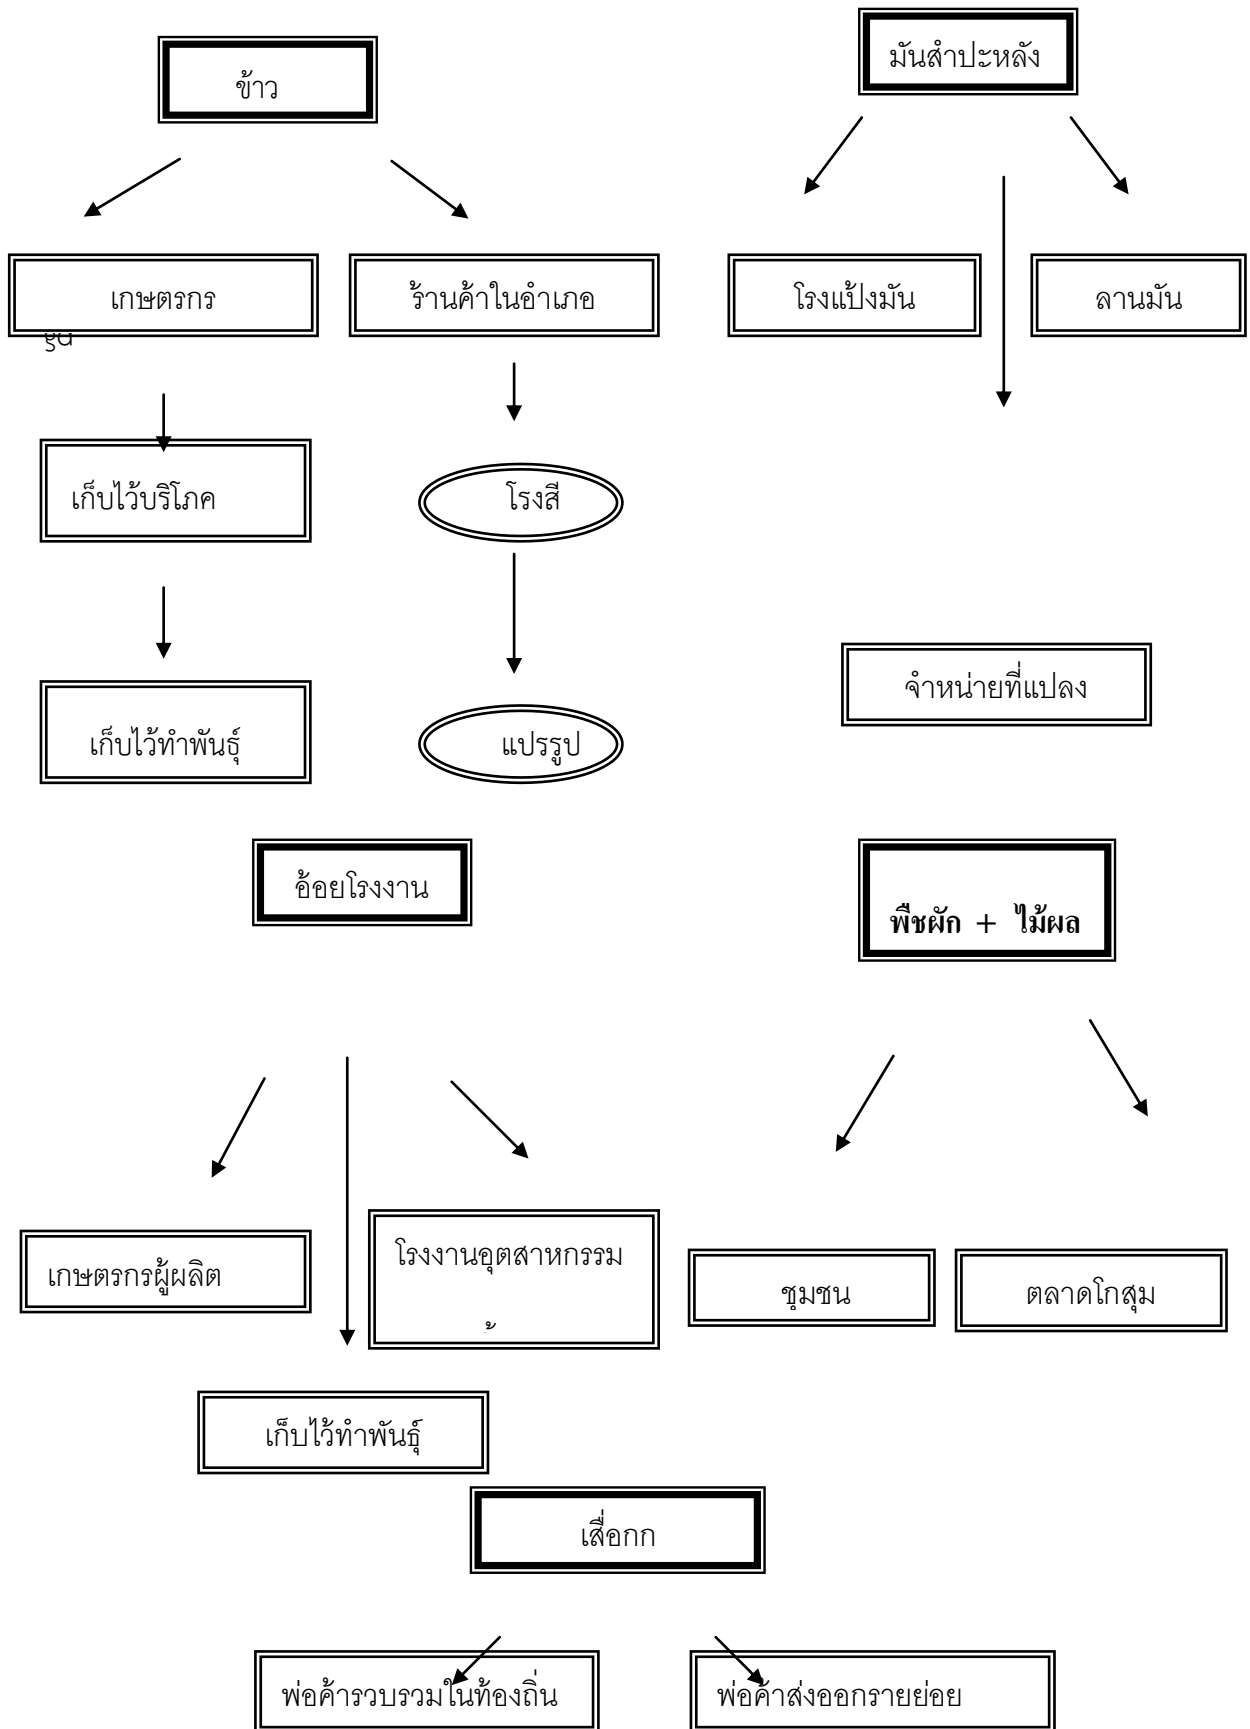 ข้าว
มันสำปะหลัง
เกษตรกร
ร้านค้าในอำเภอ
โรงแป้งมัน
ลานมัน
เก็บไว้บริโภค
โรงสี
จำหน่ายที่แปลง
เก็บไว้ทำพันธุ์
แปรรูป
อ้อยโรงงาน
พืชผัก + ไม้ผล
เกษตรกรผู้ผลิต
โรงงานอุตสาหกรรม
ชุมชน
ตลาดโกสุม
เก็บไว้ทำพันธุ์
เสื่อกก
พ่อค้ารวบรวมในท้องถิ่น
พ่อค้าส่งออกรายย่อย